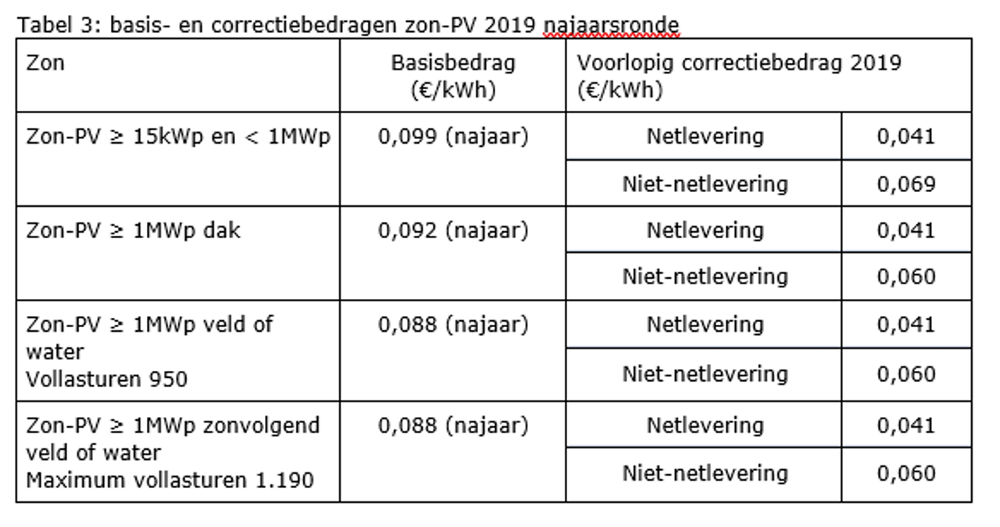 Tabel 3: basis- en correctiebedragen zon-PV 2019 najaarsronde
Zon
Basisbedrag
(€/kWh)
Voorlopig correctiebedrag 2019
(€/kWh)
Zon-PV ≥ 15kWp en < 1MWp
0,099 (najaar)
Netlevering
0,041
Niet-netlevering
0,069
Zon-PV ≥ 1MWp dak
0,092 (najaar)
Netlevering
0,041
Niet-netlevering
0,060
Zon-PV ≥ 1MWp veld of
water
Vollasturen 950
0,088 (najaar)
Netlevering
0,041
Niet-netlevering
0,060
Zon-PV ≥ 1MWp zonvolgend
veld of water
Maximum vollasturen 1.190
0,088 (najaar)
Netlevering
0,041
Niet-netlevering
0,060